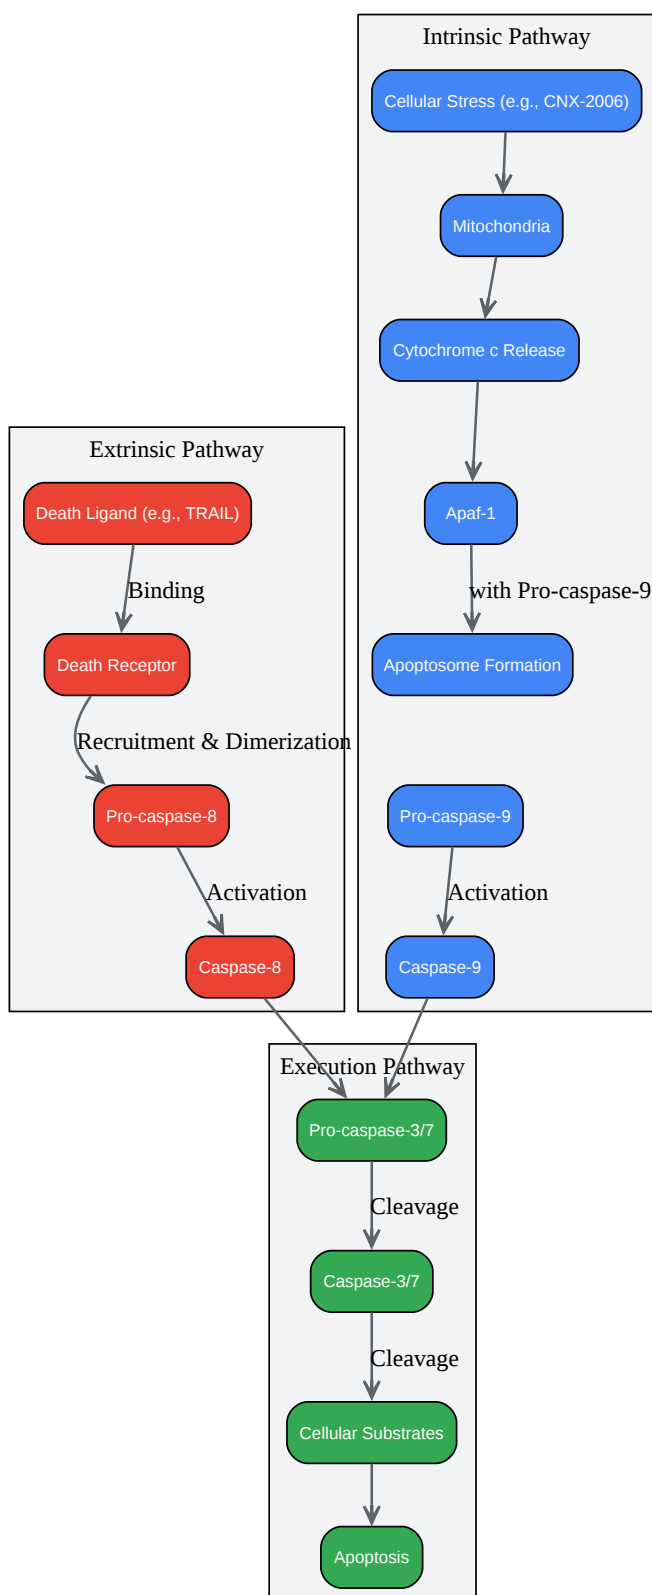 Intrinsic Pathway
Cellular Stress (e.g., CNX-2006)
Mitochondria
Cytochrome c Release
Apaf-1
with Pro-caspase-9
Apoptosome Formation
Pro-caspase-9
Activation
Caspase-9
Extrinsic Pathway
Death Ligand (e.g., TRAIL)
Binding
Death Receptor
Recruitment & Dimerization
Pro-caspase-8
Activation
Caspase-8
Execution Pathway
Pro-caspase-3/7
Cleavage
Caspase-3/7
Cleavage
Cellular Substrates
Apoptosis